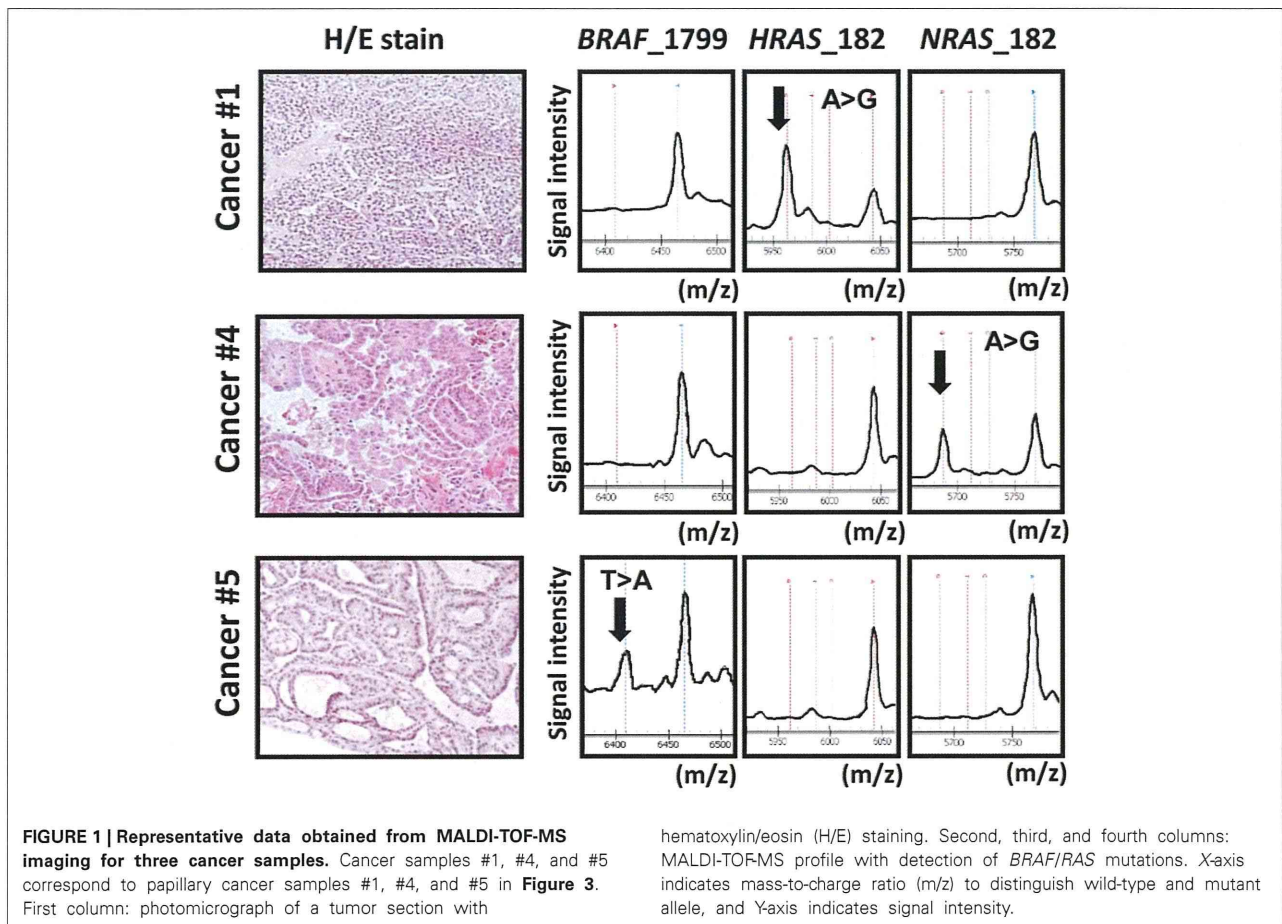 H/E stain BRAF_1799 HRAS_182 NRAS_182
Cancer #1
Signal intensity
A>G
6400 6450 6500
5950 6000 6050
5700 5750
(m/z) (m/z) (m/z)
Cancer #4
Signal intensity
A>G
6400 6450 6500
5950 6000 6050
5700 5750
(m/z) (m/z) (m/z)
Cancer #5
Signal intensity
T>A
6400 6450 6500
5950 6000 6050
5700 5750
(m/z) (m/z) (m/z)
FIGURE 1 | Representative data obtained from MALDI-TOF-MS
imaging for three cancer samples. Cancer samples #1, #4, and #5
correspond to papillary cancer samples #1, #4, and #5 in Figure 3.
First column: photomicrograph of a tumor section with
hematoxylin/eosin (H/E) staining. Second, third, and fourth columns:
MALDI-TOF-MS profile with detection of BRAF/RAS mutations. X-axis
indicates mass-to-charge ratio (m/z) to distinguish wild-type and mutant
allele, and Y-axis indicates signal intensity.